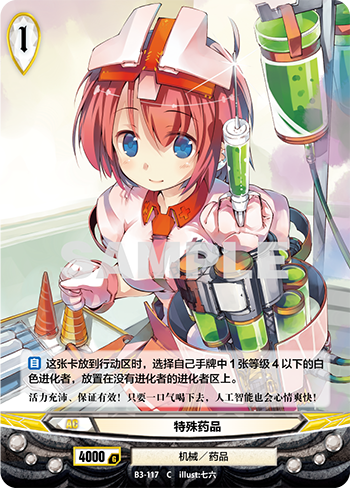 1
SAMPLE
自 这张卡放到行动区时，选择自己手牌中1张等级4以下的白
色进化者，放置在没有进化者的进化者区上。
活力充沛、保证有效！只要一口气喝下去，人工智能也会心情爽快！
AC
特殊药品
4000
机械／药品
B3-117 C illust:七六